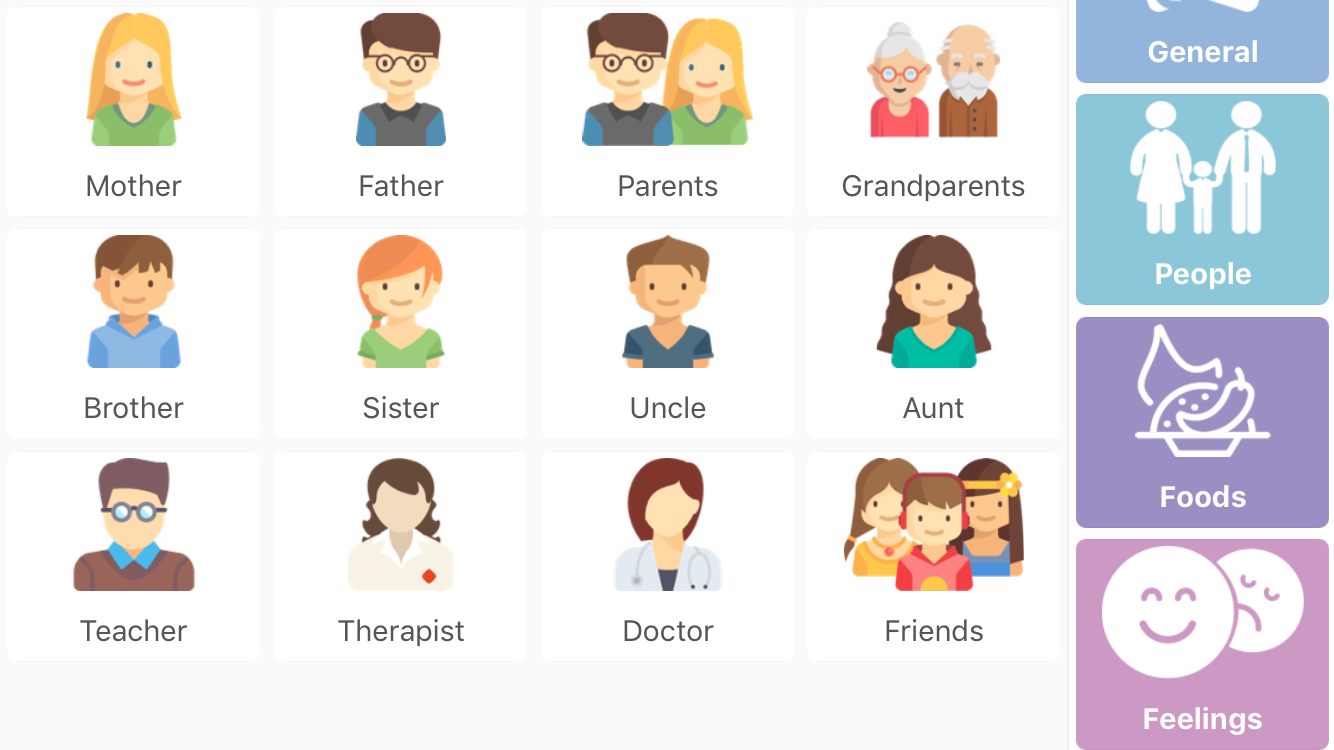 Mother
Father
Parents
Grandparents
Brother
Sister
Uncle
Aunt
Teacher
Therapist
Doctor
Friends
General
People
Foods
Feelings